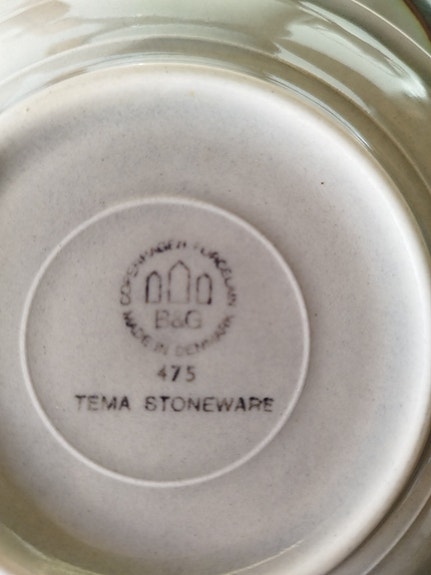 COPENHAGEN PORCELAIN
B&G
MADE IN DENMARK
475
TEMA STONEWARE